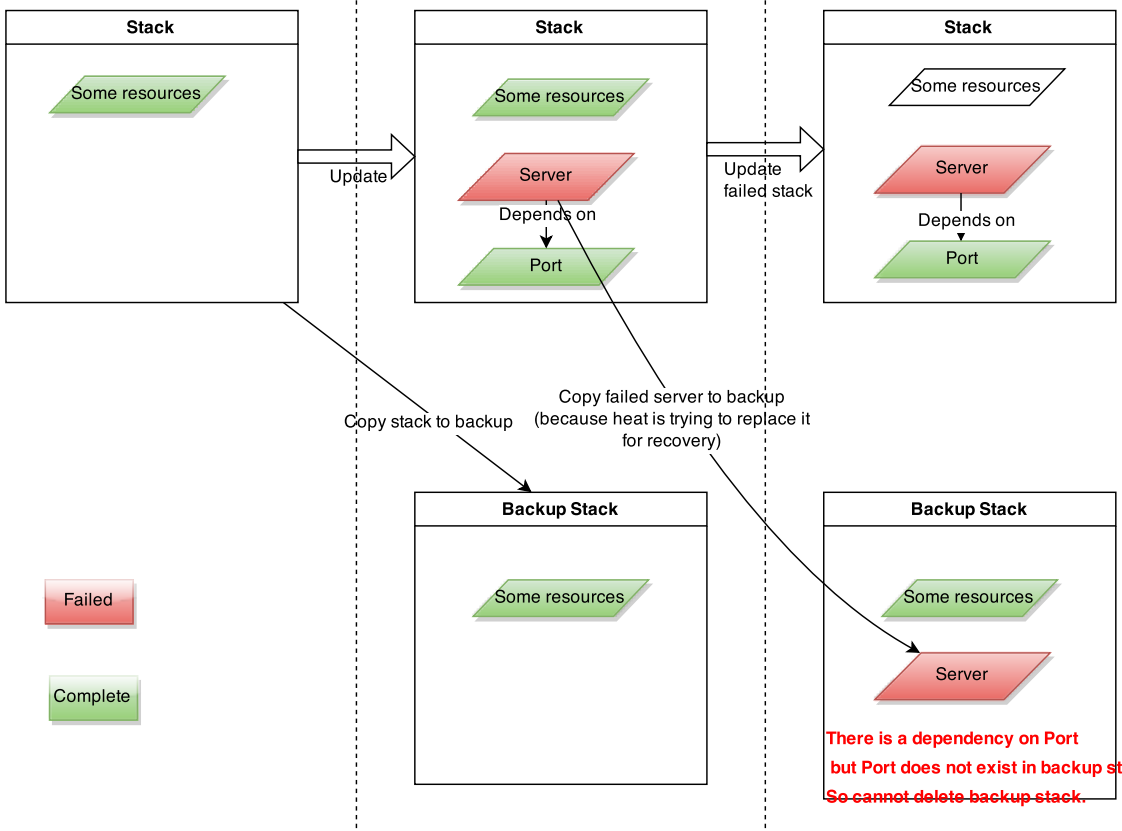 Stack
Some resources
Update
Stack
Some resources
Server
Depends on
Port
Update
failed stack
Stack
Some resources
Server
Depends on
Port
Copy stack to backup
Copy failed server to backup
(because heat is trying to replace it
for recovery)
Backup Stack
Some resources
Backup Stack
Some resources
Server
There is a dependency on Port
but Port does not exist in backup st
So cannot delete backup stack.
Failed
Complete